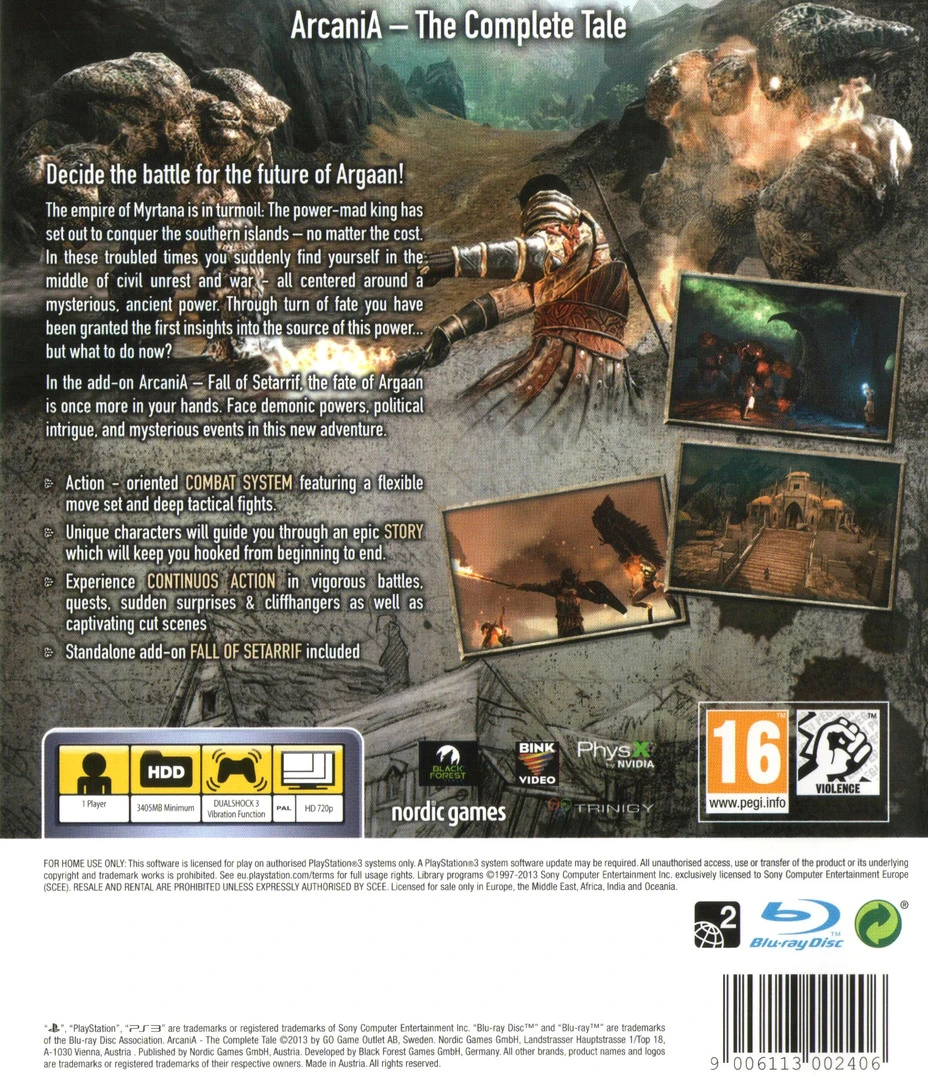 ArcaniA – The Complete Tale
Decide the battle for the future of Argaan!
The empire of Myrtana is in turmoil: The power-mad king has
set out to conquer the southern islands – no matter the cost.
In these troubled times you suddenly find yourself in the
middle of civil unrest and war - all centered around a
mysterious, ancient power. Through turn of fate you have
been granted the first insights into the source of this power...
but what to do now?
In the add-on ArcaniA – Fall of Setarrif, the fate of Argaan
is once more in your hands. Face demonic powers, political
intrigue, and mysterious events in this new adventure.
Action - oriented COMBAT SYSTEM featuring a flexible
move set and deep tactical fights.
Unique characters will guide you through an epic STORY
which will keep you hooked from beginning to end.
Experience CONTINUOS ACTION in vigorous battles,
quests, sudden surprises & cliffhangers as well as
captivating cut scenes
Standalone add-on FALL OF SETARRIF included
HDD
1 Player
3405MB Minimum
DUALSHOCK 3
Vibration Function
PAL
HD 720p
BLACK
FOREST
BINK
VIDEO
PhysX
by NVIDIA
nordic games
TRINIGY
16
www.pegi.info
VIOLENCE
FOR HOME USE ONLY: This software is licensed for play on authorised PlayStation®3 systems only. A PlayStation®3 system software update may be required. All unauthorised access, use or transfer of the product or its underlying
copyright and trademark works is prohibited. See eu.playstation.com/terms for full usage rights. Library programs ©1997-2013 Sony Computer Entertainment Inc. exclusively licensed to Sony Computer Entertainment Europe
(SCEE). RESALE AND RENTAL ARE PROHIBITED UNLESS EXPRESSLY AUTHORISED BY SCEE. Licensed for sale only in Europe, the Middle East, Africa, India and Oceania.
2
Blu-ray Disc™
®
“ ”, “PlayStation”, “PS3” are trademarks or registered trademarks of Sony Computer Entertainment Inc. “Blu-ray Disc™” and “Blu-ray™” are trademarks
of the Blu-ray Disc Association. ArcaniA - The Complete Tale ©2013 by GO Game Outlet AB, Sweden. Nordic Games GmbH, Landstrasser Hauptstrasse 1/Top 18,
A-1030 Vienna, Austria . Published by Nordic Games GmbH, Austria. Developed by Black Forest Games GmbH, Germany. All other brands, product names and logos
are trademarks or registered trademarks of their respective owners. Made in Austria. All rights reserved.
9 006113 002406